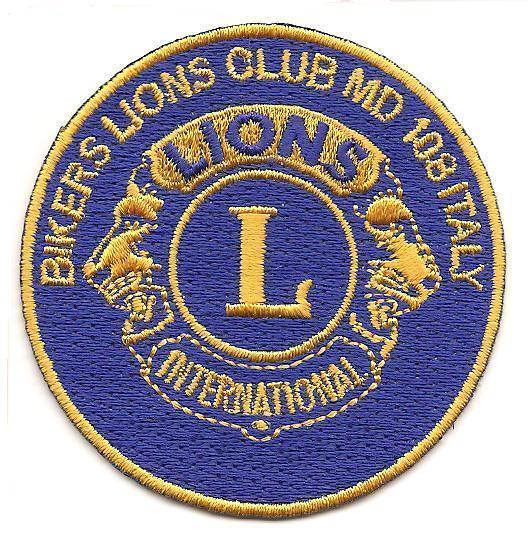 BIKERS LIONS CLUB MD 108 ITALY
LIONS
L
INTERNATIONAL